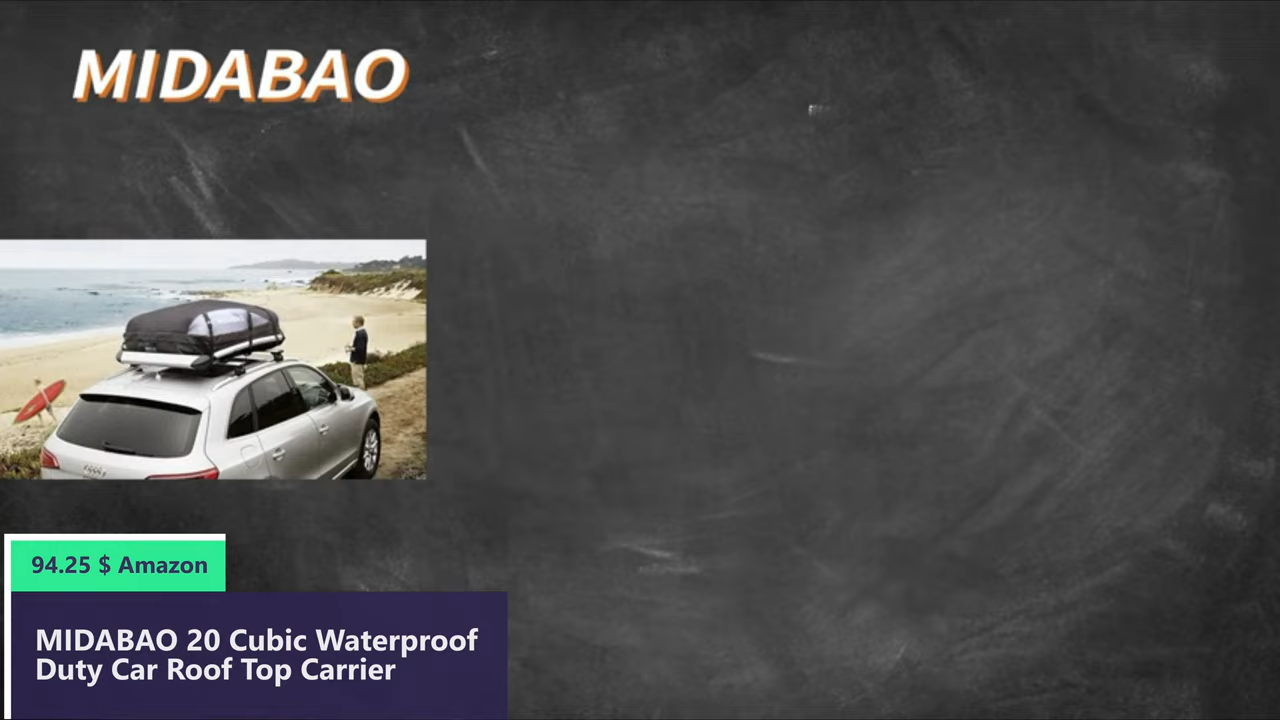 MIDABAO
94.25 $ Amazon
MIDABAO 20 Cubic Waterproof
Duty Car Roof Top Carrier